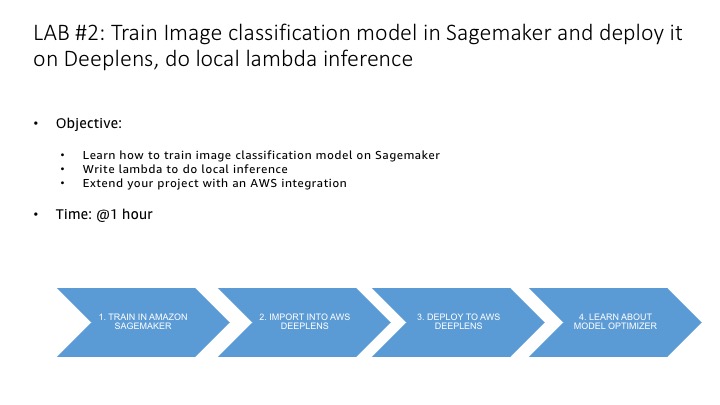 LAB #2: Train Image classification model in Sagemaker and deploy it
on Deeplens, do local lambda inference
• Objective:
• Learn how to train image classification model on Sagemaker
• Write lambda to do local inference
• Extend your project with an AWS integration
• Time: @1 hour
1. TRAIN IN AMAZON
SAGEMAKER
2. IMPORT INTO AWS
DEEPLENS
3. DEPLOY TO AWS
DEEPLENS
4. LEARN ABOUT
MODEL OPTIMIZER